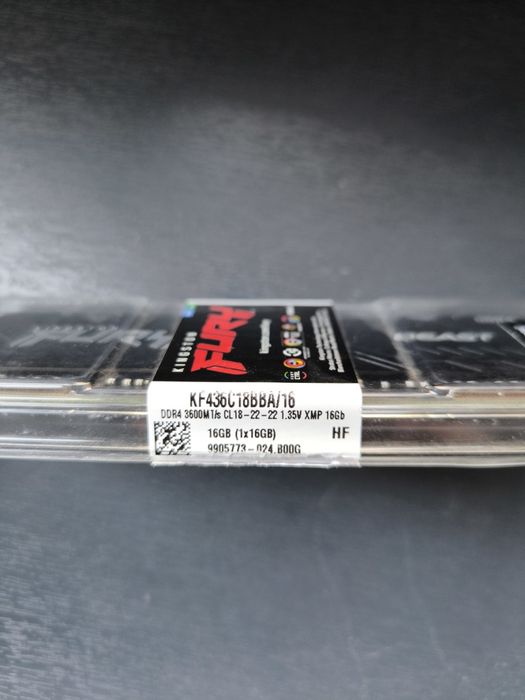 KINGSTON
FURY
KF436C18BBA/16
DDR4 3600MT/s CL18-22-22 1.35V XMP 16Gb
16GB (1x16GB)
HF
9905773-024.B00G